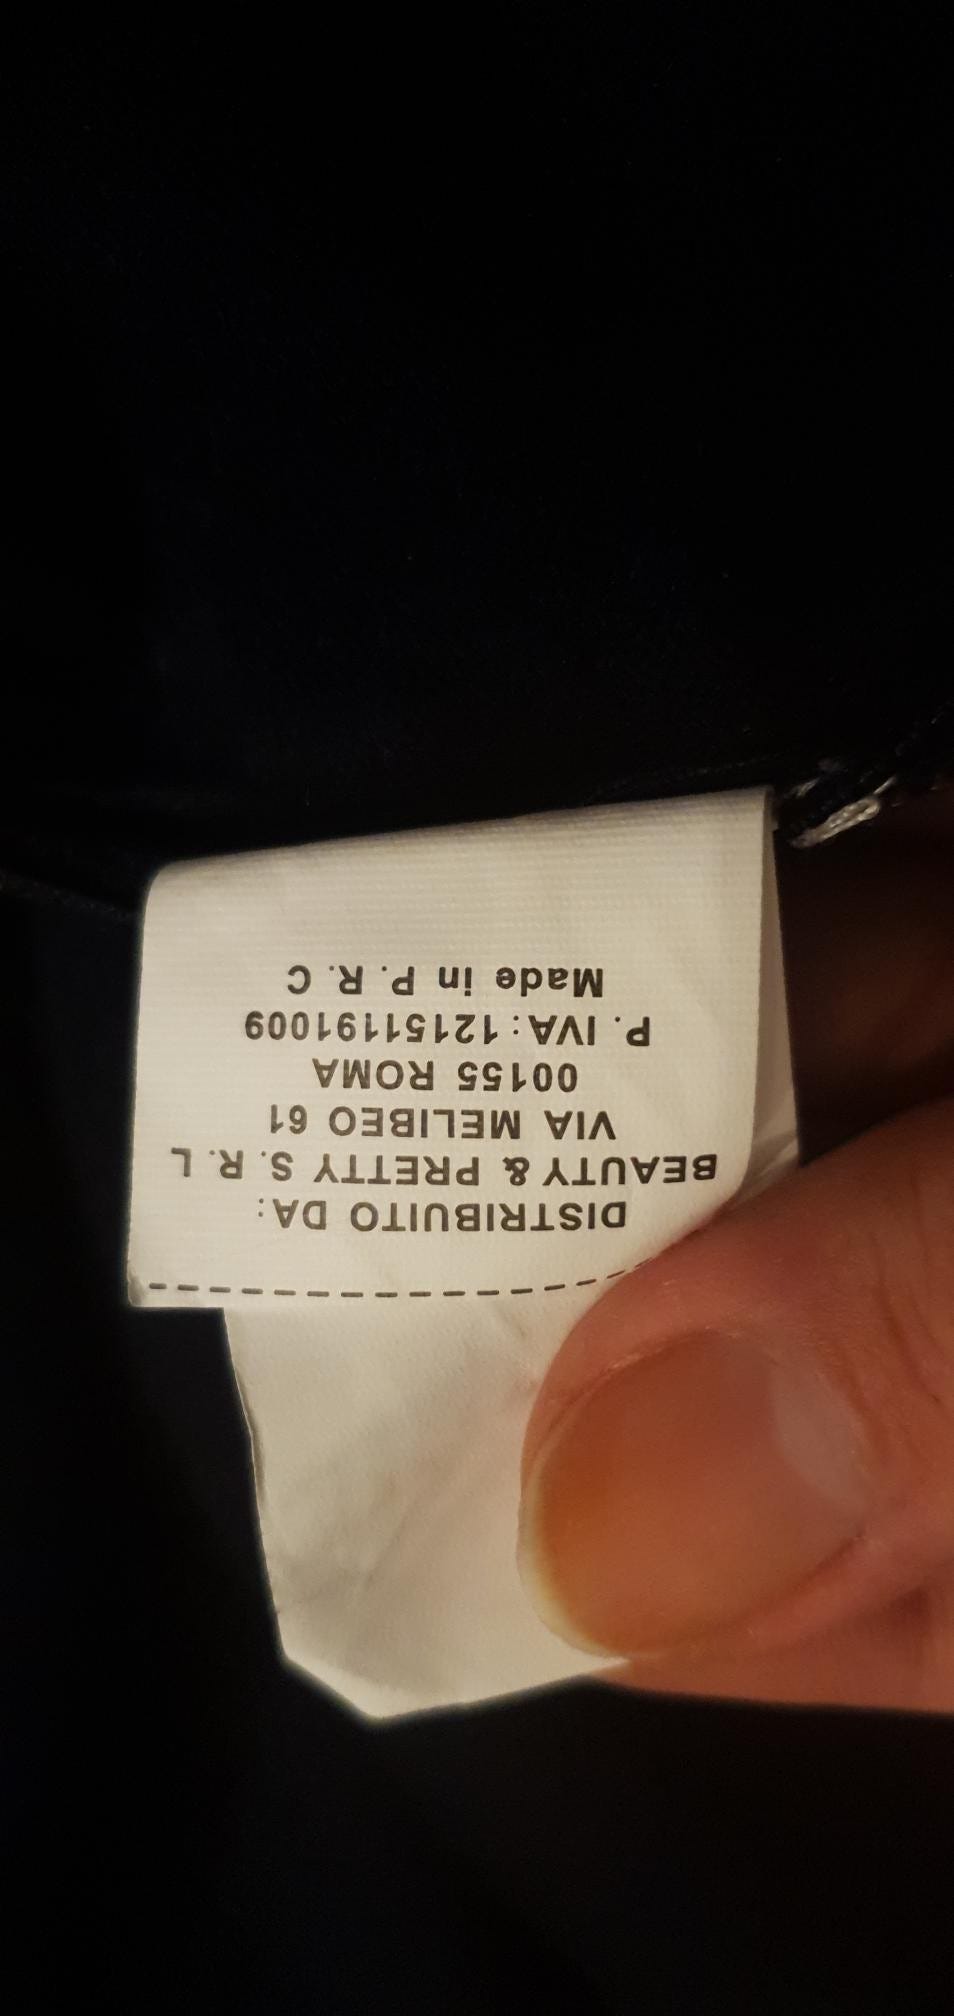 DISTRIBUITO DA:
BEAUTY & PRETTY S. R. L
VIA MELIBEO 61
00155 ROMA
P. IVA: 12151191009
Made in P. R. C